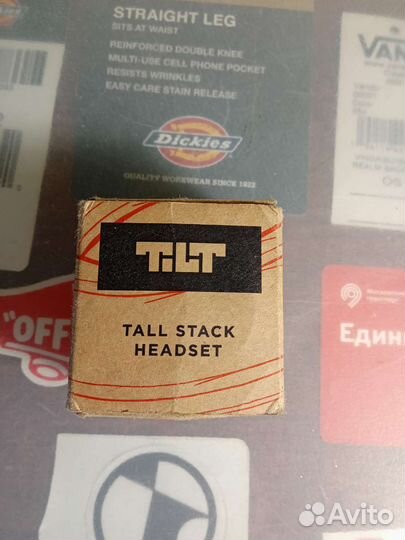 STRAIGHT LEG
SITS AT WAIST
REINFORCED DOUBLE KNEE
MULTI-USE CELL PHONE POCKET
RESISTS WRINKLES
EASY CARE STAIN RELEASE
Dickies
QUALITY WORKWEAR SINCE 1922
VAN
OS
TILT
TALL STACK
HEADSET
"OFF
Един
Avito